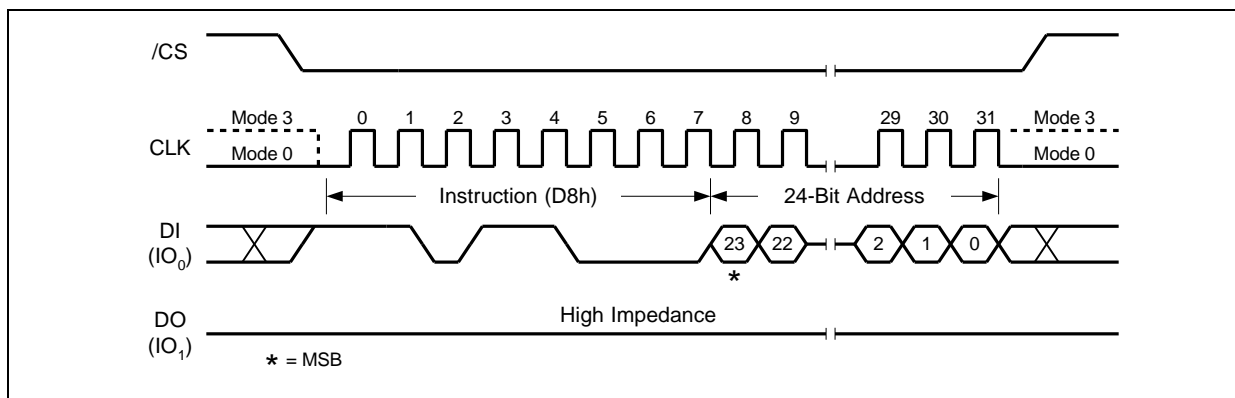 /CS
Mode 3 0 1 2 3 4 5 6 7 8 9 29 30 31 Mode 3
CLK
Mode 0 Mode 0
Instruction (D8h) 24-Bit Address
DI
(IO₀)
23 22 2 1 0
*
High Impedance
DO
(IO₁)
* = MSB